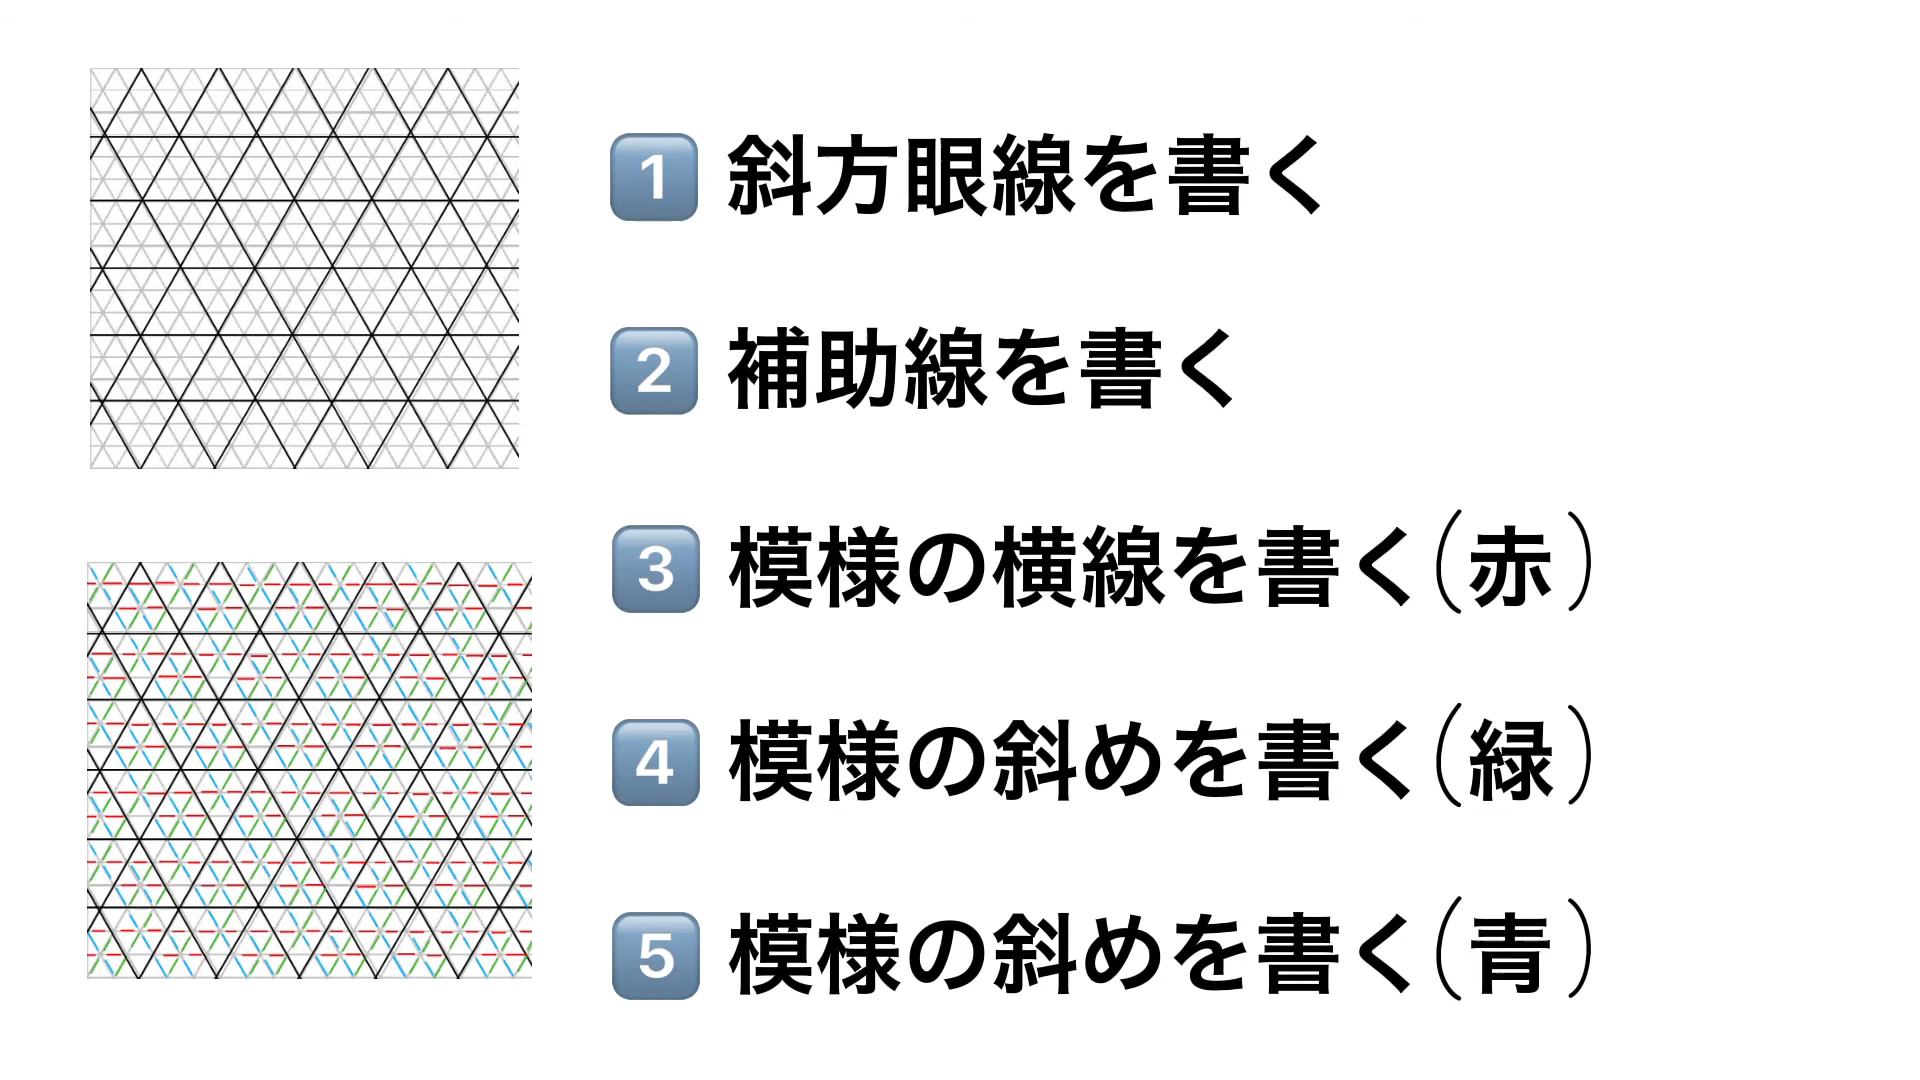 1 斜方眼線を書く
2 補助線を書く
3 模様の横線を書く(赤)
4 模様の斜めを書く(緑)
5 模様の斜めを書く(青)